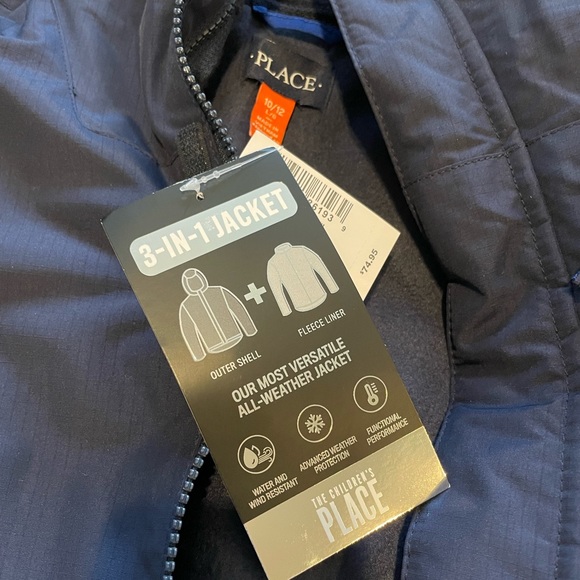 ·PLACE·
10/12
L/G
6193
9
$74.95
3-IN-1 JACKET
+
OUTER SHELL
FLEECE LINER
OUR MOST VERSATILE
ALL-WEATHER JACKET
WATER AND
WIND RESISTANT
ADVANCED WEATHER
PROTECTION
FUNCTIONAL
PERFORMANCE
THE CHILDREN'S
PLACE